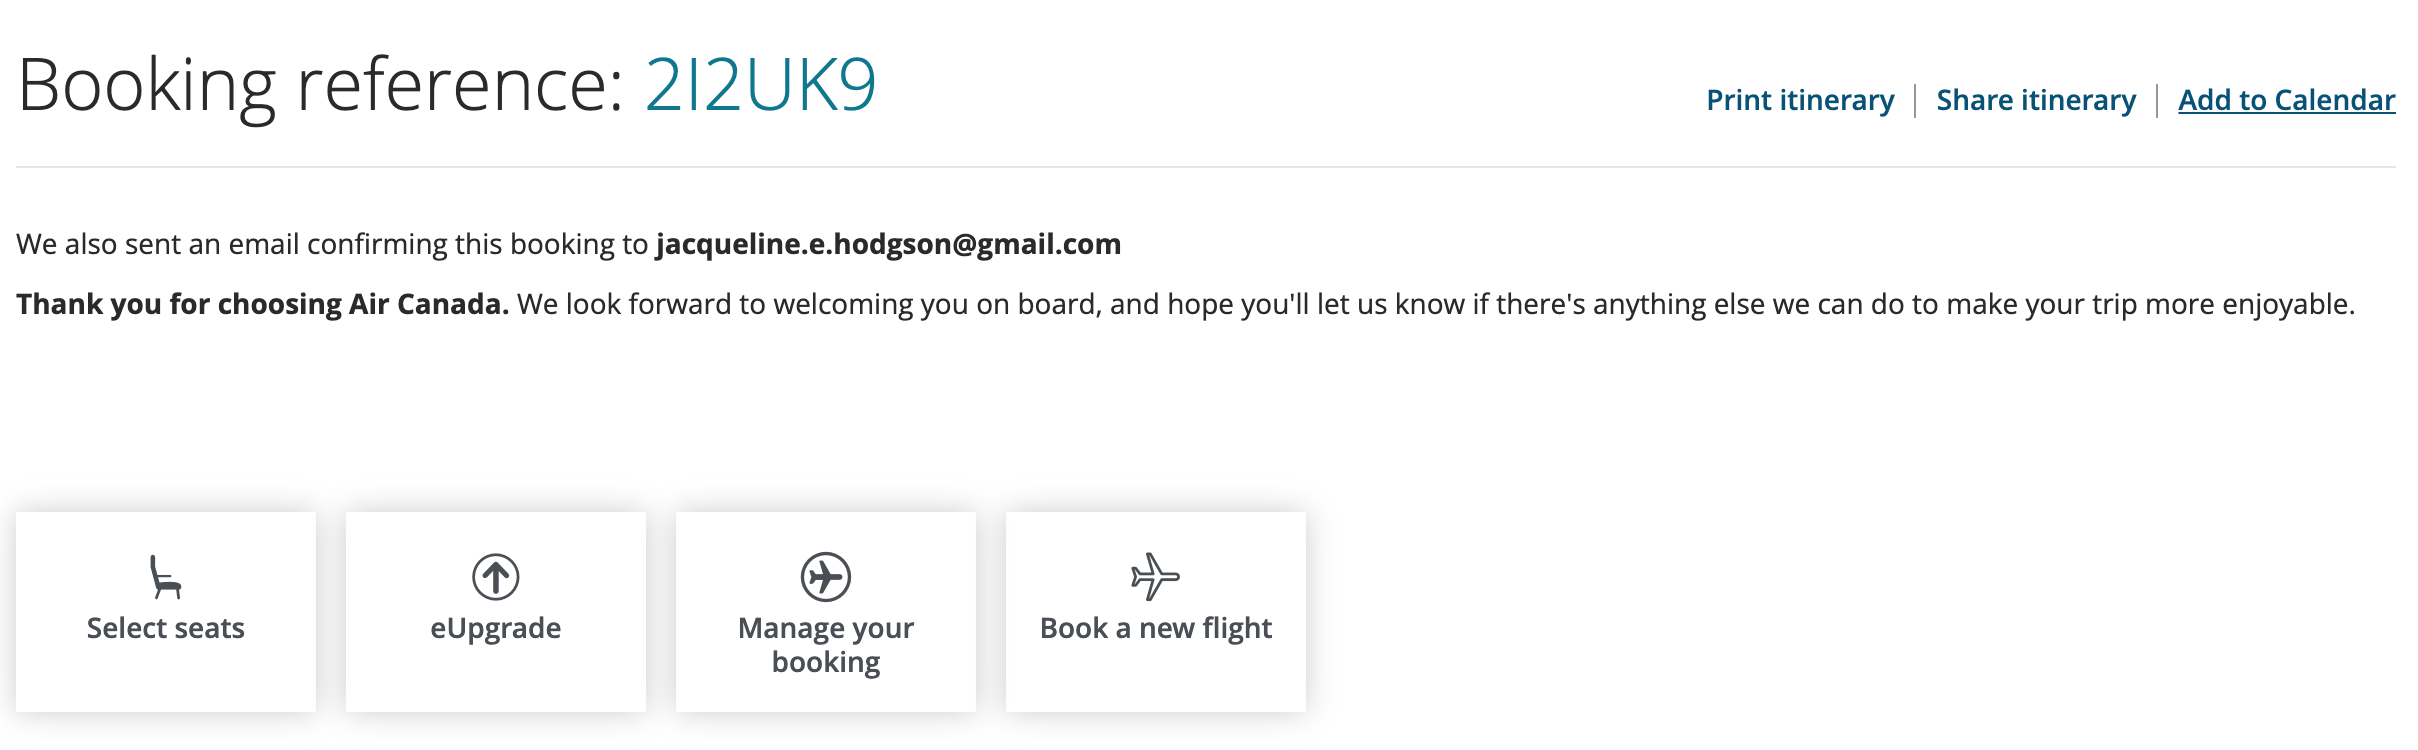 Booking reference: 2I2UK9
Print itinerary | Share itinerary | Add to Calendar
We also sent an email confirming this booking to jacqueline.e.hodgson@gmail.com
Thank you for choosing Air Canada. We look forward to welcoming you on board, and hope you'll let us know if there's anything else we can do to make your trip more enjoyable.
Select seats
eUpgrade
Manage your
booking
Book a new flight